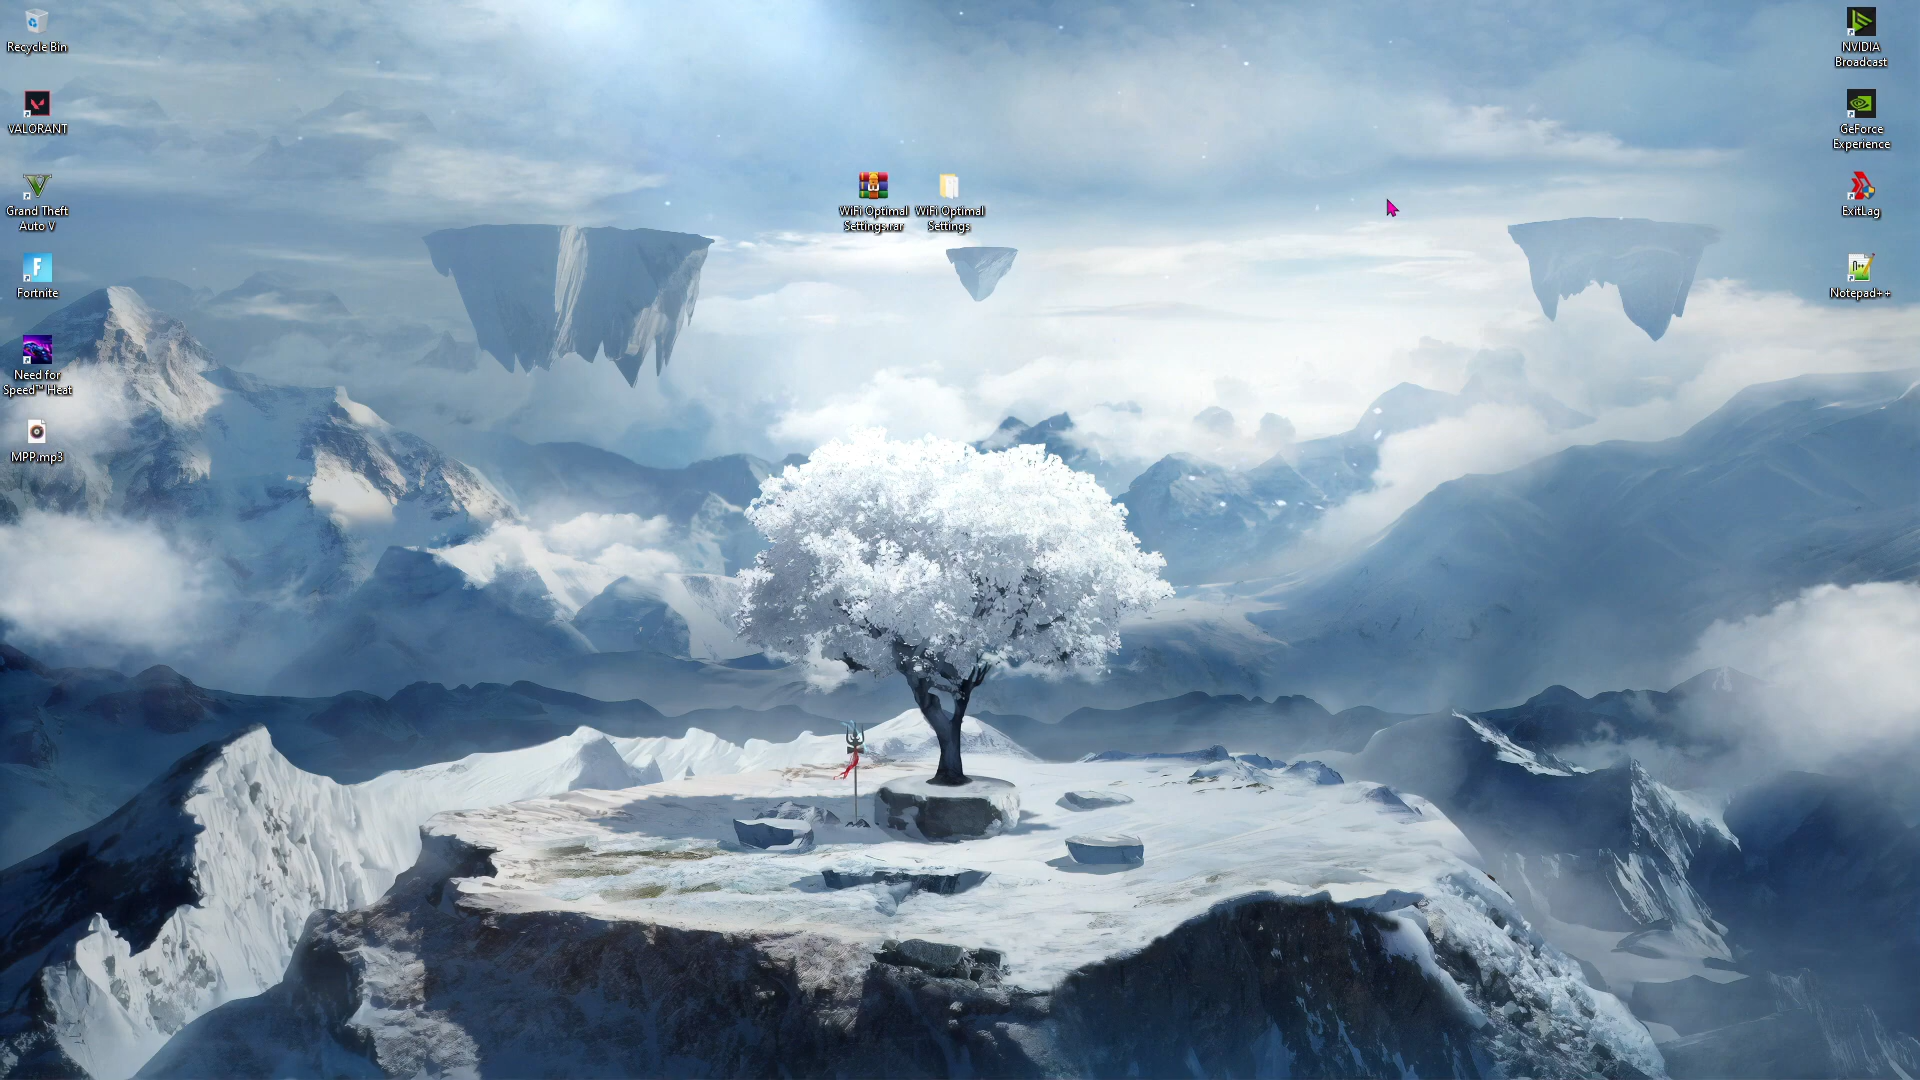 Recycle Bin
VALORANT
Grand Theft
Auto V
Fortnite
Need for
Speed™ Heat
MPP.mp3
WiFi Optimal
Settings.rar
WiFi Optimal
Settings
NVIDIA
Broadcast
GeForce
Experience
ExitLag
Notepad++